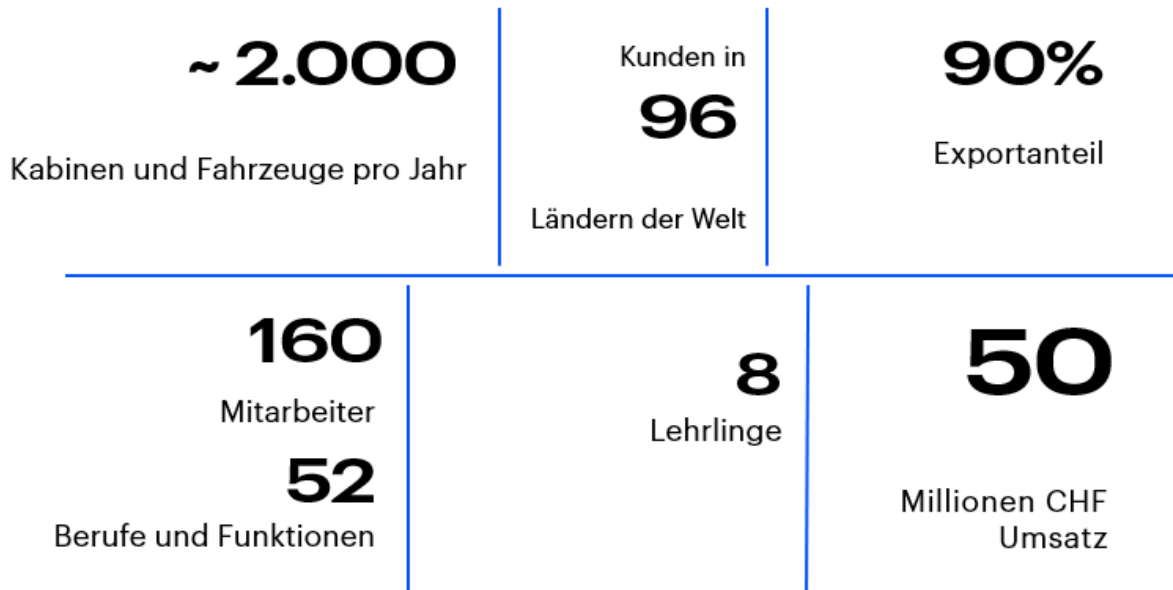 ~ 2.000
Kabinen und Fahrzeuge pro Jahr
Kunden in
96
Ländern der Welt
90%
Exportanteil
160
Mitarbeiter
52
Berufe und Funktionen
8
Lehrlinge
50
Millionen CHF
Umsatz